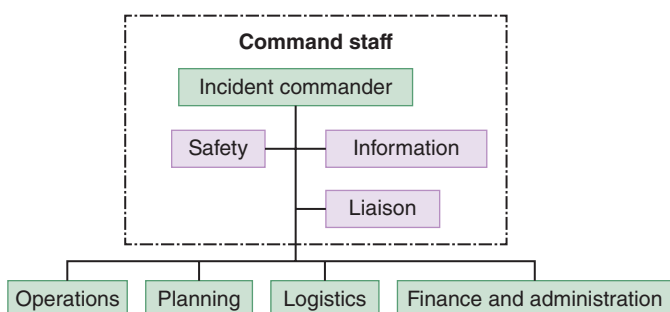 Command staff
Incident commander
Safety
Information
Liaison
Operations
Planning
Logistics
Finance and administration